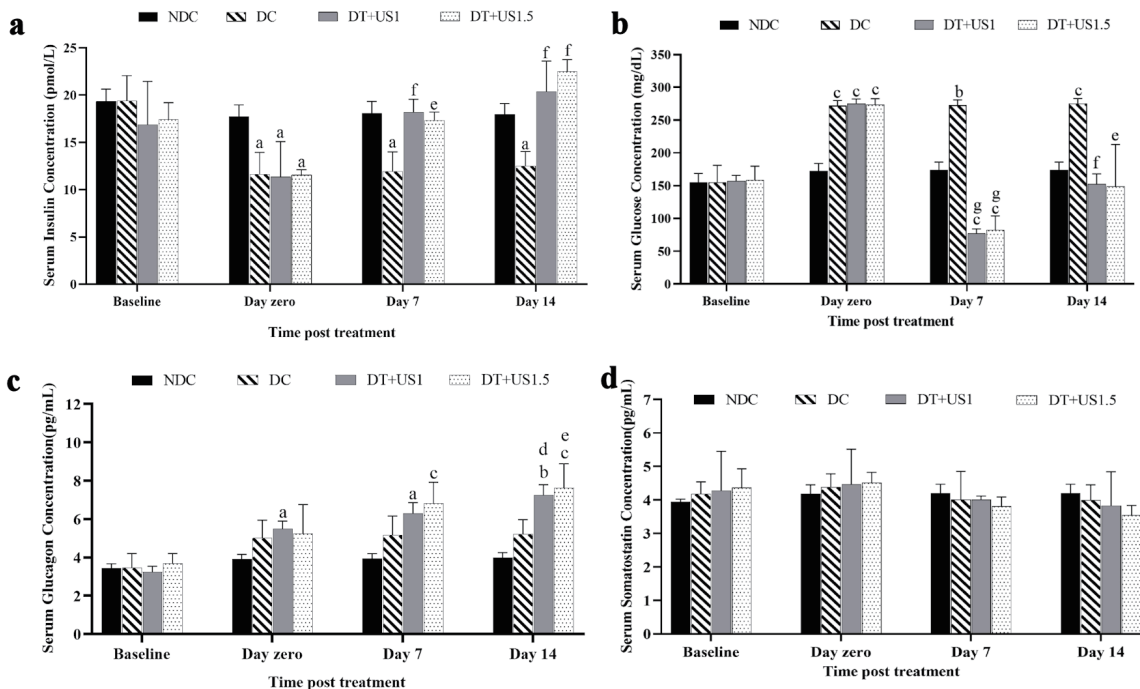 a
NDC DC DT+US1 DT+US1.5
Serum Insulin Concentration (pmol/L)
25
20
15
10
5
0
a a a
a f e
a f f
Baseline Day zero Day 7 Day 14
Time post treatment
b
NDC DC DT+US1 DT+US1.5
Serum Glucose Concentration (mg/dL)
350
300
250
200
150
100
50
0
c c c
b g g
c c
c f e
Baseline Day zero Day 7 Day 14
Time post treatment
c
NDC DC DT+US1 DT+US1.5
Serum Glucagon Concentration(pg/mL)
12
10
8
6
4
2
0
a
a c
d e
b c
Baseline Day zero Day 7 Day 14
Time post treatment
d
NDC DC DT+US1 DT+US1.5
Serum Somatostatin Concentration(pg/mL)
7
6
5
4
3
2
1
0
Baseline Day zero Day 7 Day 14
Time post treatment